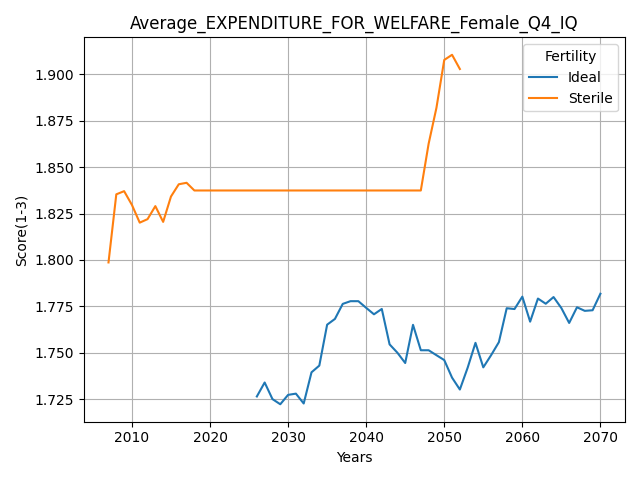 Average_EXPENDITURE_FOR_WELFARE_Female_Q4_IQ
Fertility
Ideal
Sterile
Score(1-3)
1.900
1.875
1.850
1.825
1.800
1.775
1.750
1.725
2010 2020 2030 2040 2050 2060 2070
Years